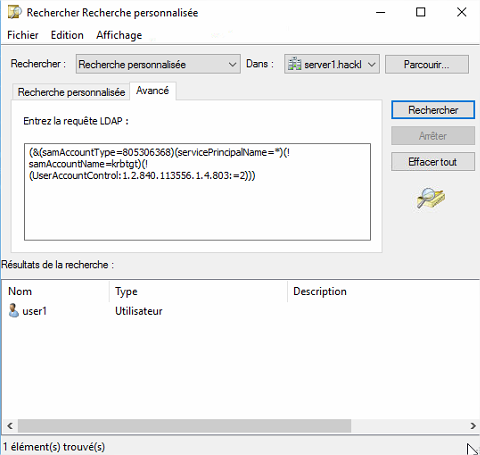 Rechercher Recherche personnalisée
Fichier Edition Affichage
Rechercher : Recherche personnalisée Dans : server1.hackl Parcourir...
Recherche personnalisée Avancé
Rechercher
Entrez la requête LDAP :
Arrêter
(&(samAccountType=805306368)(servicePrincipalName=*)(!
samAccountName=krbtgt)(!
(UserAccountControl:1.2.840.113556.1.4.803:=2)))
Effacer tout
Résultats de la recherche :
Nom Type Description
user1 Utilisateur
1 élément(s) trouvé(s)